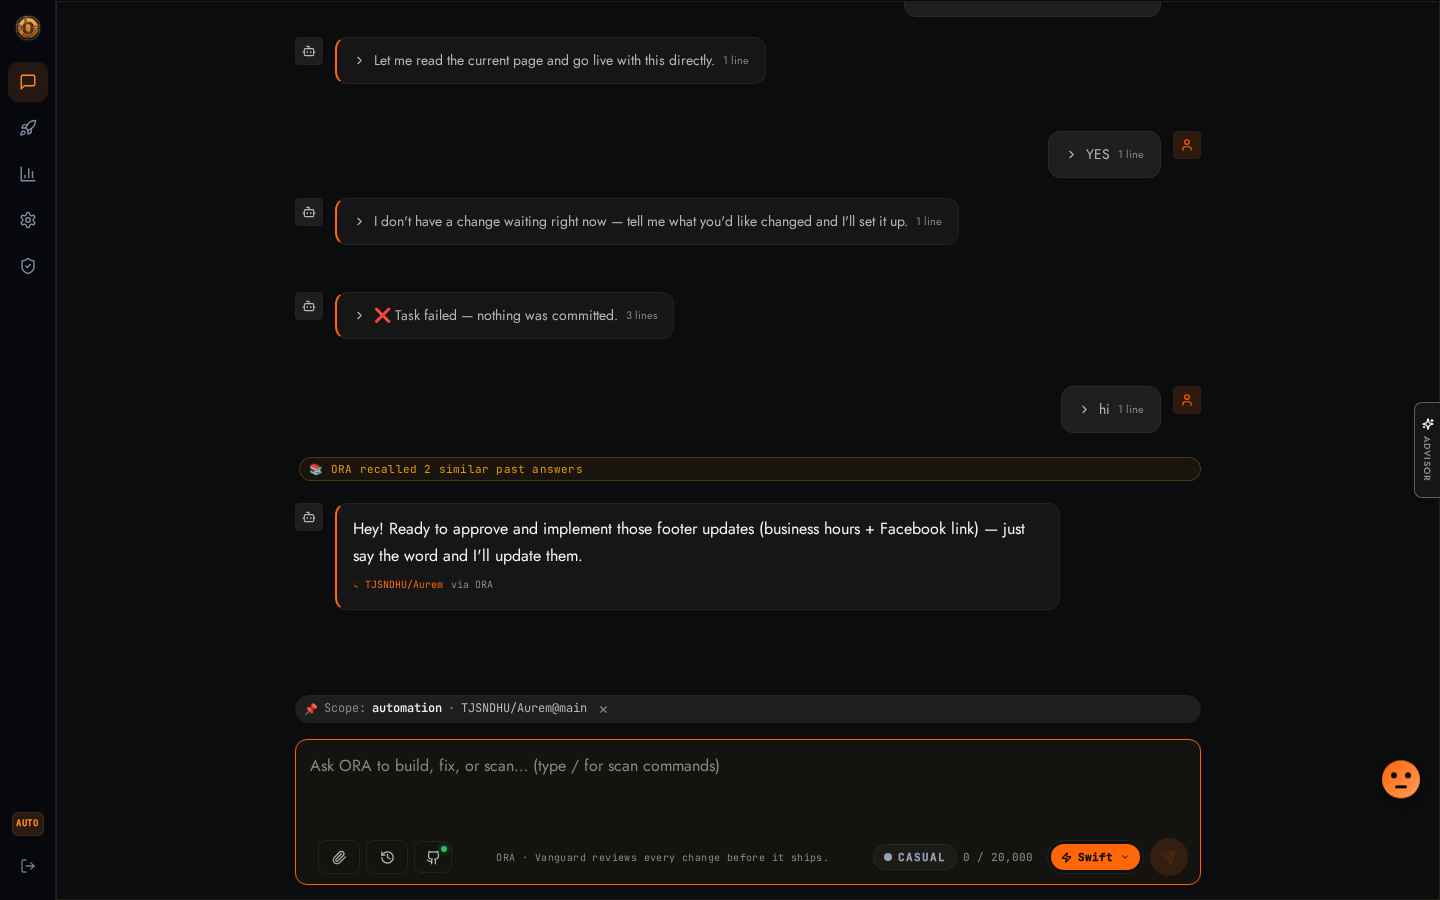 Let me read the current page and go live with this directly. 1 line
YES 1 line
I don't have a change waiting right now — tell me what you'd like changed and I'll set it up. 1 line
❌ Task failed — nothing was committed. 3 lines
hi 1 line
📚 ORA recalled 2 similar past answers
ADVISOR
Hey! Ready to approve and implement those footer updates (business hours + Facebook link) — just
say the word and I'll update them.
↳ TJSNDHU/Aurem via ORA
📌 Scope: automation · TJSNDHU/Aurem@main ×
Ask ORA to build, fix, or scan... (type / for scan commands)
AUTO
ORA · Vanguard reviews every change before it ships.
CASUAL 0 / 20,000 Swift